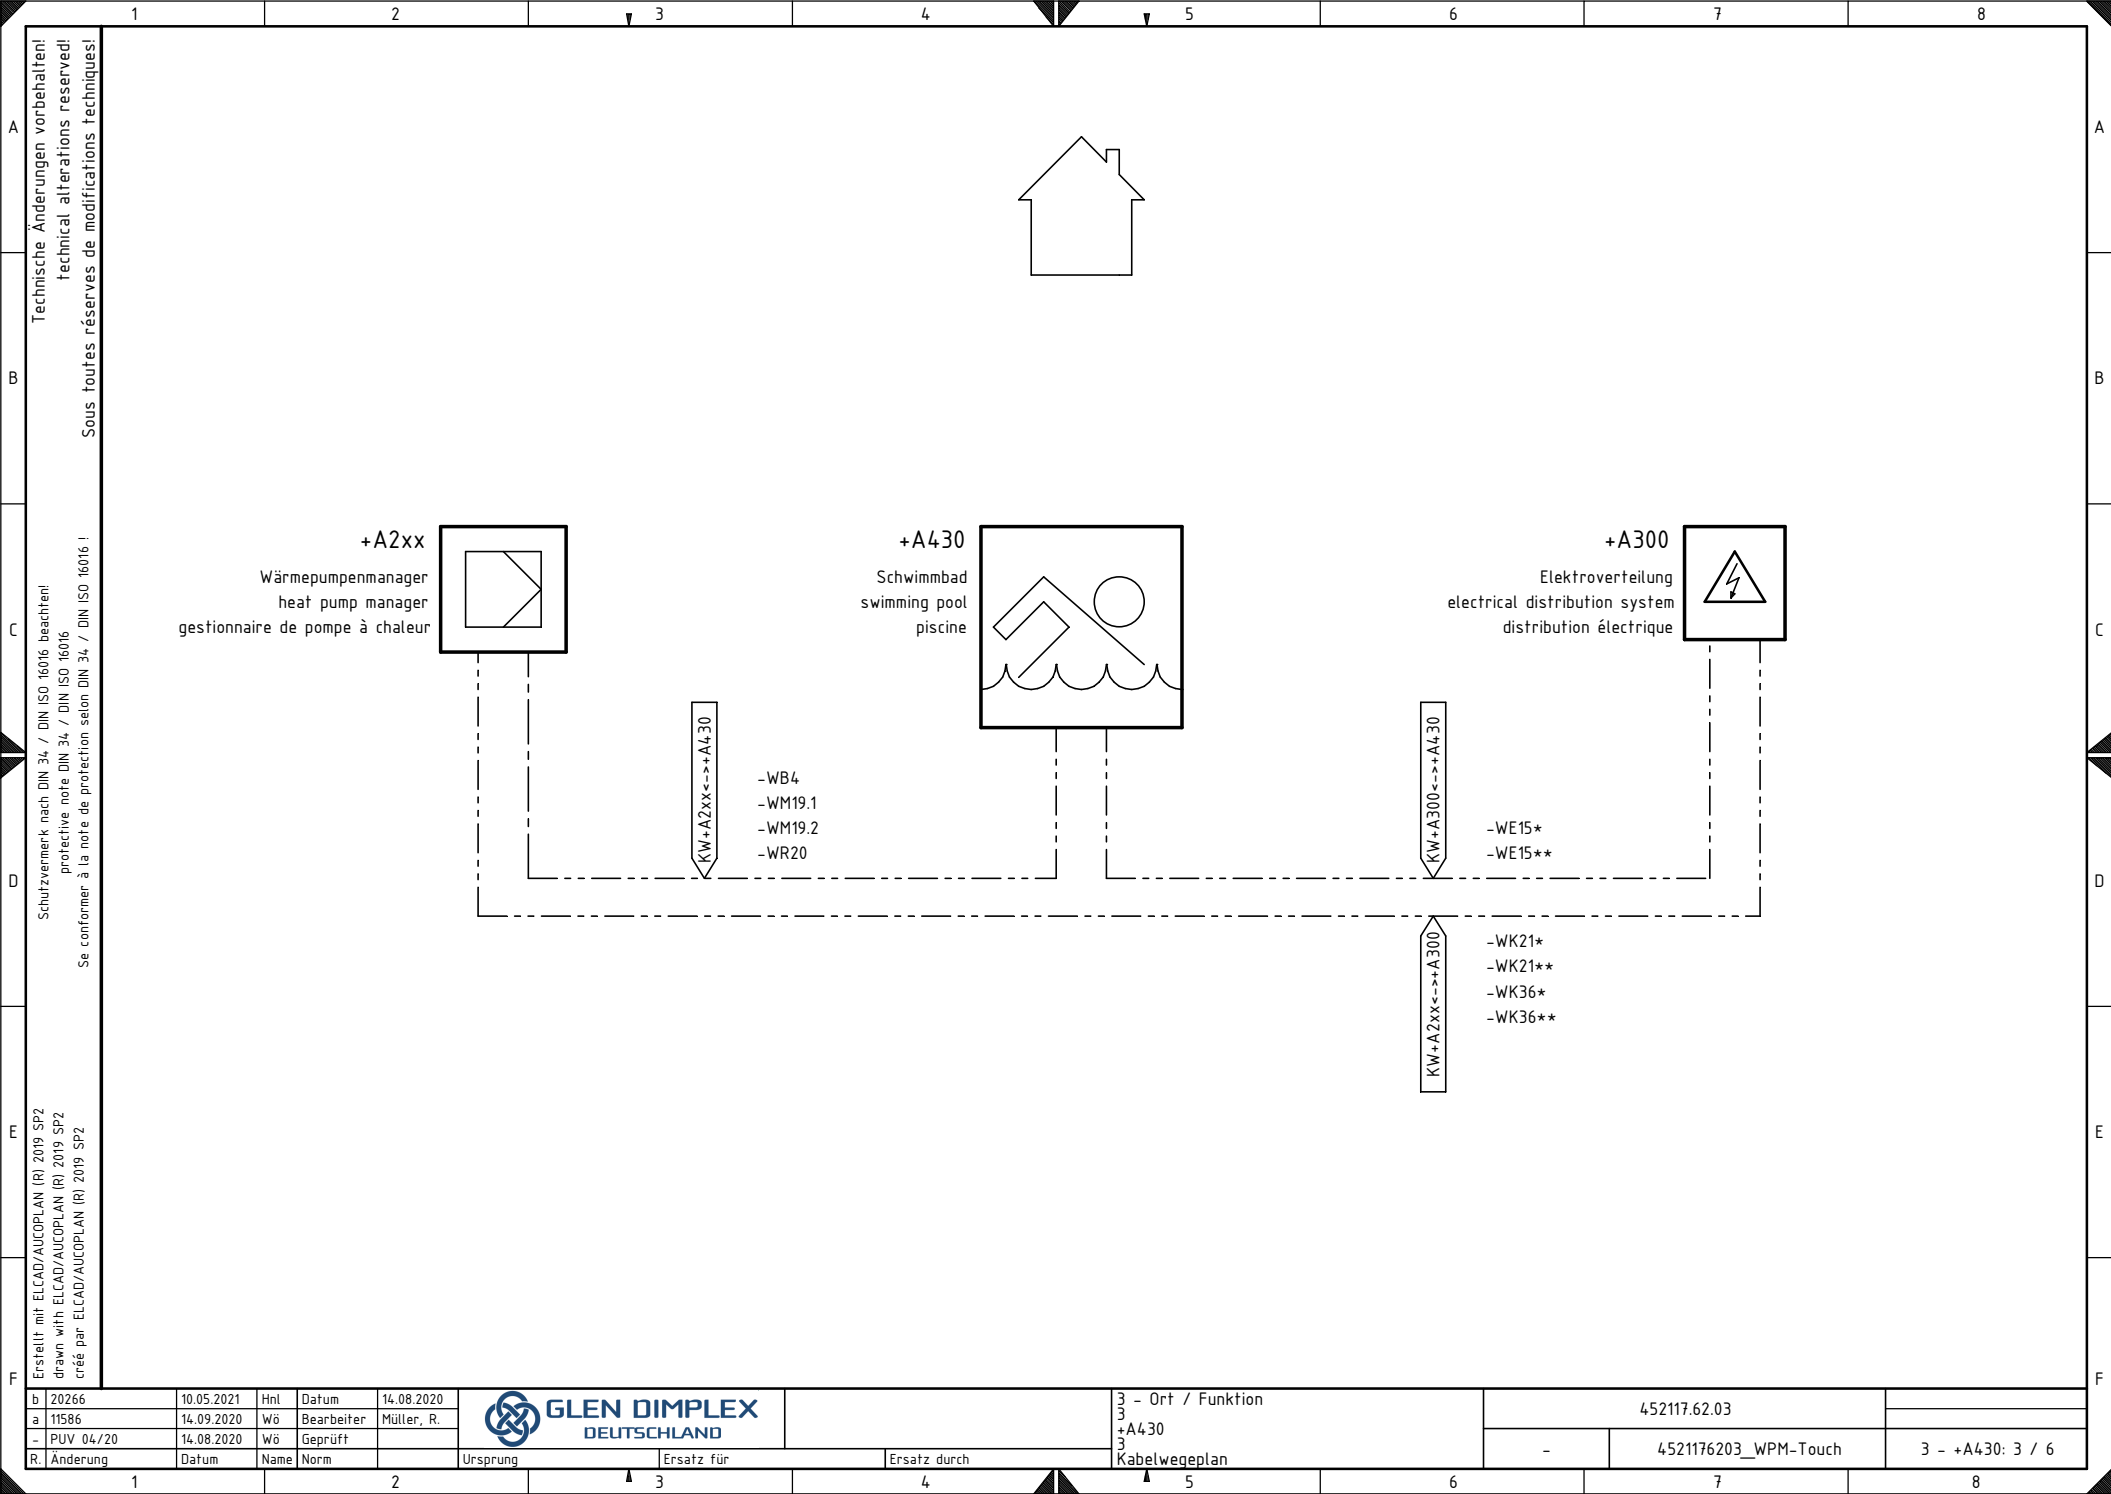 1 2 3 4 5 6 7 8
A
B
C
D
E
F
A
B
C
D
E
F
Technische Änderungen vorbehalten!
technical alterations reserved!
Sous toutes réserves de modifications techniques!
Schutzvermerk nach DIN 34 / DIN ISO 16016 beachten!
protective note DIN 34 / DIN ISO 16016
Se conformer à la note de protection selon DIN 34 / DIN ISO 16016 !
Erstellt mit ELCAD/AUCOPLAN (R) 2019 SP2
drawn with ELCAD/AUCOPLAN (R) 2019 SP2
créé par ELCAD/AUCOPLAN (R) 2019 SP2
+A2xx
Wärmepumpenmanager
heat pump manager
gestionnaire de pompe à chaleur
+A430
Schwimmbad
swimming pool
piscine
+A300
Elektroverteilung
electrical distribution system
distribution électrique
KW+A2xx<->+A430
-WB4
-WM19.1
-WM19.2
-WR20
KW+A300<->+A430
-WE15*
-WE15**
KW+A2xx<->+A300
-WK21*
-WK21**
-WK36*
-WK36**
b 20266 10.05.2021 Hnl Datum 14.08.2020
a 11586 14.09.2020 Wö Bearbeiter Müller, R.
- PUV 04/20 14.08.2020 Wö Geprüft
R. Änderung Datum Name Norm
GLEN DIMPLEX
DEUTSCHLAND
Ursprung Ersatz für Ersatz durch
3 - Ort / Funktion
3
+A430
3
Kabelwegeplan
452117.62.03
- 4521176203_WPM-Touch 3 - +A430: 3 / 6
1 2 3 4 5 6 7 8